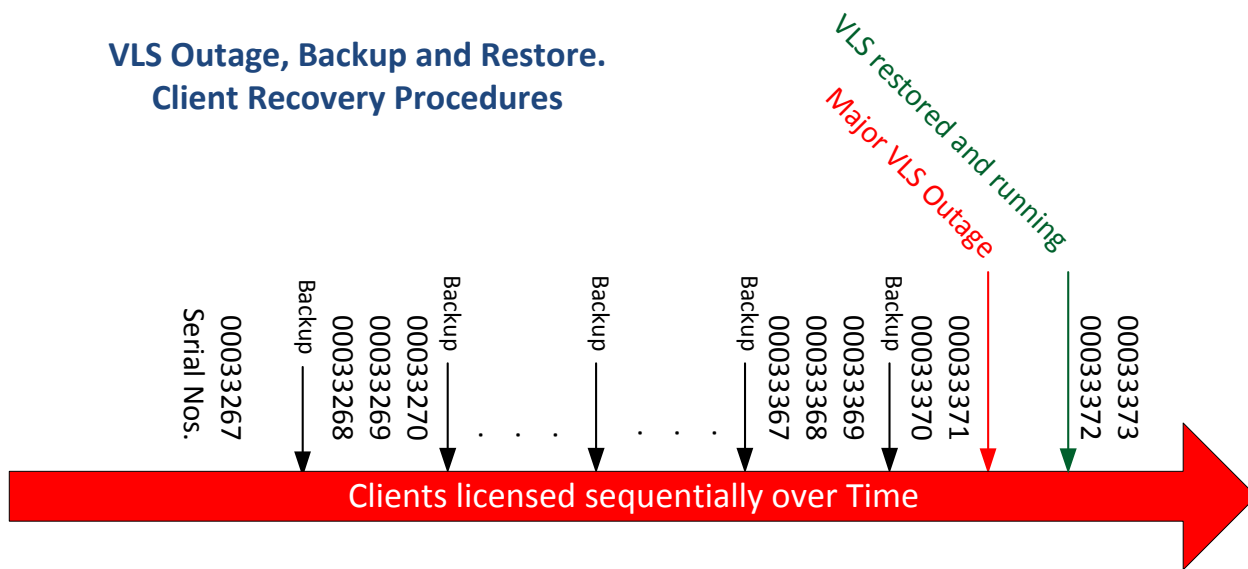 VLS Outage, Backup and Restore.
Client Recovery Procedures
VLS restored and running
Major VLS Outage
Serial Nos.
00033267
Backup
00033268
00033269
00033270
Backup
. . . . . .
Backup
Backup
00033367
00033368
00033369
Backup
00033370
00033371
00033372
00033373
Clients licensed sequentially over Time